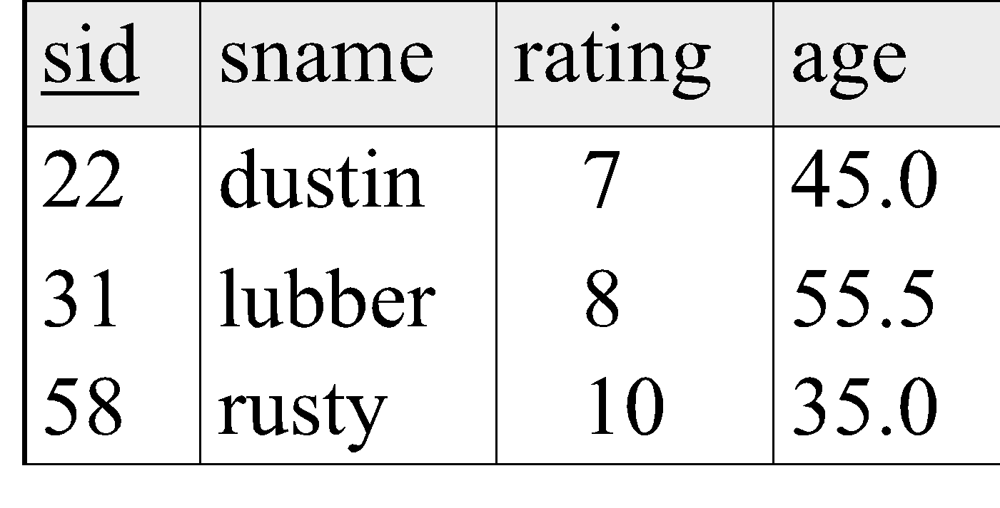 sid sname rating age
22 dustin 7 45.0
31 lubber 8 55.5
58 rusty 10 35.0